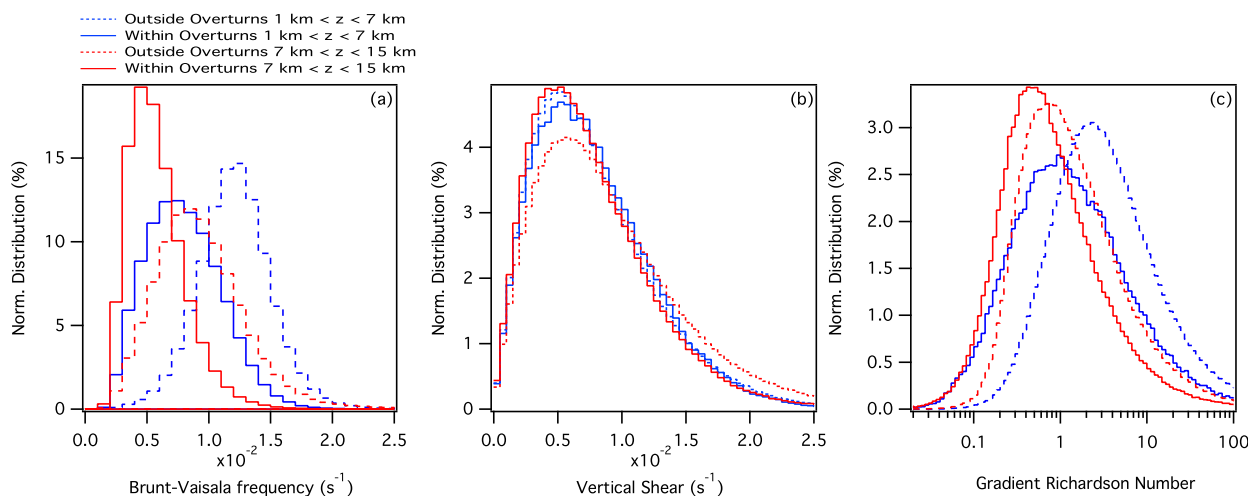 Outside Overturns 1 km < z < 7 km
Within Overturns 1 km < z < 7 km
Outside Overturns 7 km < z < 15 km
Within Overturns 7 km < z < 15 km
(a)
Norm. Distribution (%)
15
10
5
0
0.0 0.5 1.0 1.5 2.0 2.5
x10⁻²
Brunt-Vaisala frequency (s⁻¹)
(b)
Norm. Distribution (%)
4
3
2
1
0
0.0 0.5 1.0 1.5 2.0 2.5
x10⁻²
Vertical Shear (s⁻¹)
(c)
Norm. Distribution (%)
3.0
2.5
2.0
1.5
1.0
0.5
0.0
0.1 1 10 100
Gradient Richardson Number